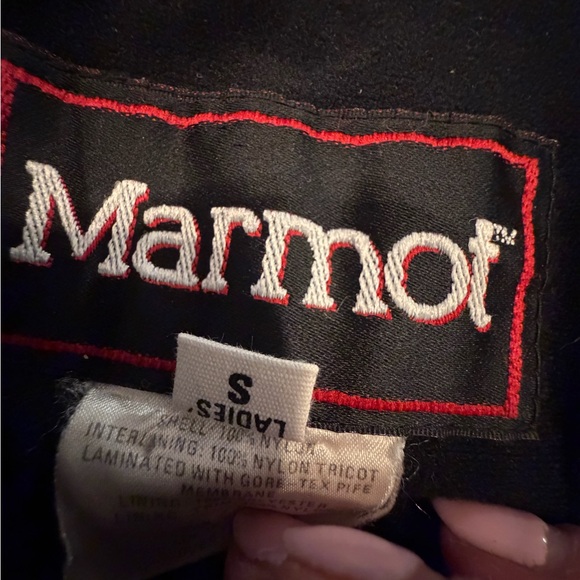 Marmot™
S
LADIES'
SHELL 100% NYLON
INTERLINING: 100% NYLON TRICOT
LAMINATED WITH GORE-TEX PTFE
MEMBRANE